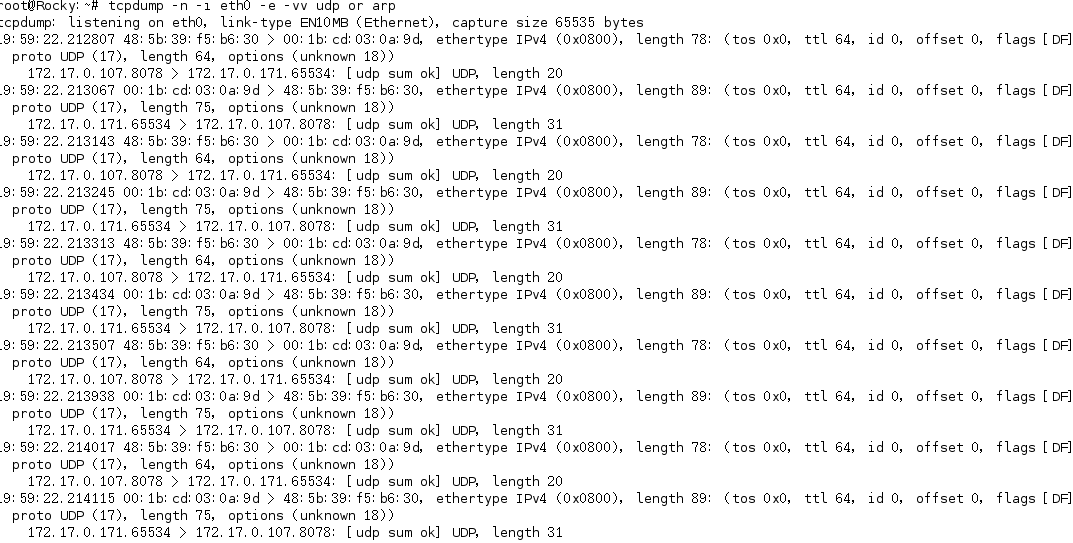 root@Rocky:~# tcpdump -n -i eth0 -e -vv udp or arp
tcpdump: listening on eth0, link-type EN10MB (Ethernet), capture size 65535 bytes
19:59:22.212807 48:5b:39:f5:b6:30 > 00:1b:cd:03:0a:9d, ethertype IPv4 (0x0800), length 78: (tos 0x0, ttl 64, id 0, offset 0, flags [DF]
proto UDP (17), length 64, options (unknown 18))
172.17.0.107.8078 > 172.17.0.171.65534: [udp sum ok] UDP, length 20
19:59:22.213067 00:1b:cd:03:0a:9d > 48:5b:39:f5:b6:30, ethertype IPv4 (0x0800), length 89: (tos 0x0, ttl 64, id 0, offset 0, flags [DF]
proto UDP (17), length 75, options (unknown 18))
172.17.0.171.65534 > 172.17.0.107.8078: [udp sum ok] UDP, length 31
19:59:22.213143 48:5b:39:f5:b6:30 > 00:1b:cd:03:0a:9d, ethertype IPv4 (0x0800), length 78: (tos 0x0, ttl 64, id 0, offset 0, flags [DF]
proto UDP (17), length 64, options (unknown 18))
172.17.0.107.8078 > 172.17.0.171.65534: [udp sum ok] UDP, length 20
19:59:22.213245 00:1b:cd:03:0a:9d > 48:5b:39:f5:b6:30, ethertype IPv4 (0x0800), length 89: (tos 0x0, ttl 64, id 0, offset 0, flags [DF]
proto UDP (17), length 75, options (unknown 18))
172.17.0.171.65534 > 172.17.0.107.8078: [udp sum ok] UDP, length 31
19:59:22.213313 48:5b:39:f5:b6:30 > 00:1b:cd:03:0a:9d, ethertype IPv4 (0x0800), length 78: (tos 0x0, ttl 64, id 0, offset 0, flags [DF]
proto UDP (17), length 64, options (unknown 18))
172.17.0.107.8078 > 172.17.0.171.65534: [udp sum ok] UDP, length 20
19:59:22.213434 00:1b:cd:03:0a:9d > 48:5b:39:f5:b6:30, ethertype IPv4 (0x0800), length 89: (tos 0x0, ttl 64, id 0, offset 0, flags [DF]
proto UDP (17), length 75, options (unknown 18))
172.17.0.171.65534 > 172.17.0.107.8078: [udp sum ok] UDP, length 31
19:59:22.213507 48:5b:39:f5:b6:30 > 00:1b:cd:03:0a:9d, ethertype IPv4 (0x0800), length 78: (tos 0x0, ttl 64, id 0, offset 0, flags [DF]
proto UDP (17), length 64, options (unknown 18))
172.17.0.107.8078 > 172.17.0.171.65534: [udp sum ok] UDP, length 20
19:59:22.213938 00:1b:cd:03:0a:9d > 48:5b:39:f5:b6:30, ethertype IPv4 (0x0800), length 89: (tos 0x0, ttl 64, id 0, offset 0, flags [DF]
proto UDP (17), length 75, options (unknown 18))
172.17.0.171.65534 > 172.17.0.107.8078: [udp sum ok] UDP, length 31
19:59:22.214017 48:5b:39:f5:b6:30 > 00:1b:cd:03:0a:9d, ethertype IPv4 (0x0800), length 78: (tos 0x0, ttl 64, id 0, offset 0, flags [DF]
proto UDP (17), length 64, options (unknown 18))
172.17.0.107.8078 > 172.17.0.171.65534: [udp sum ok] UDP, length 20
19:59:22.214115 00:1b:cd:03:0a:9d > 48:5b:39:f5:b6:30, ethertype IPv4 (0x0800), length 89: (tos 0x0, ttl 64, id 0, offset 0, flags [DF]
proto UDP (17), length 75, options (unknown 18))
172.17.0.171.65534 > 172.17.0.107.8078: [udp sum ok] UDP, length 31